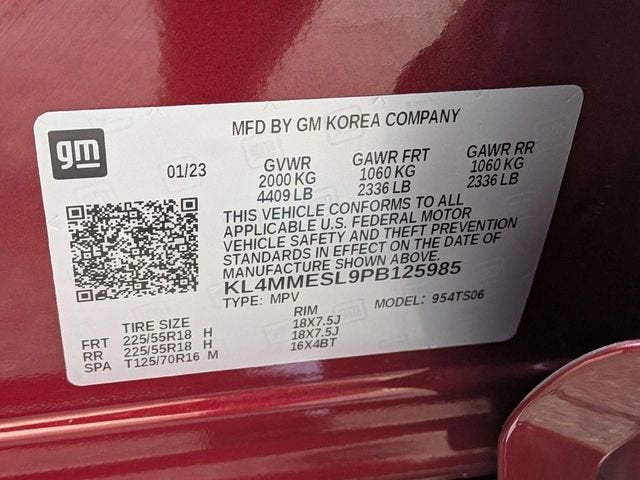 gm
MFD BY GM KOREA COMPANY
01/23
GVWR
2000 KG
4409 LB
GAWR FRT
1060 KG
2336 LB
GAWR RR
1060 KG
2336 LB
THIS VEHICLE CONFORMS TO ALL
APPLICABLE U.S. FEDERAL MOTOR
VEHICLE SAFETY AND THEFT PREVENTION
STANDARDS IN EFFECT ON THE DATE OF
MANUFACTURE SHOWN ABOVE.
KL4MMESL9PB125985
TYPE: MPV
MODEL: 954TS06
TIRE SIZE RIM
FRT 225/55R18 H 18X7.5J
RR 225/55R18 H 18X7.5J
SPA T125/70R16 M 16X4BT